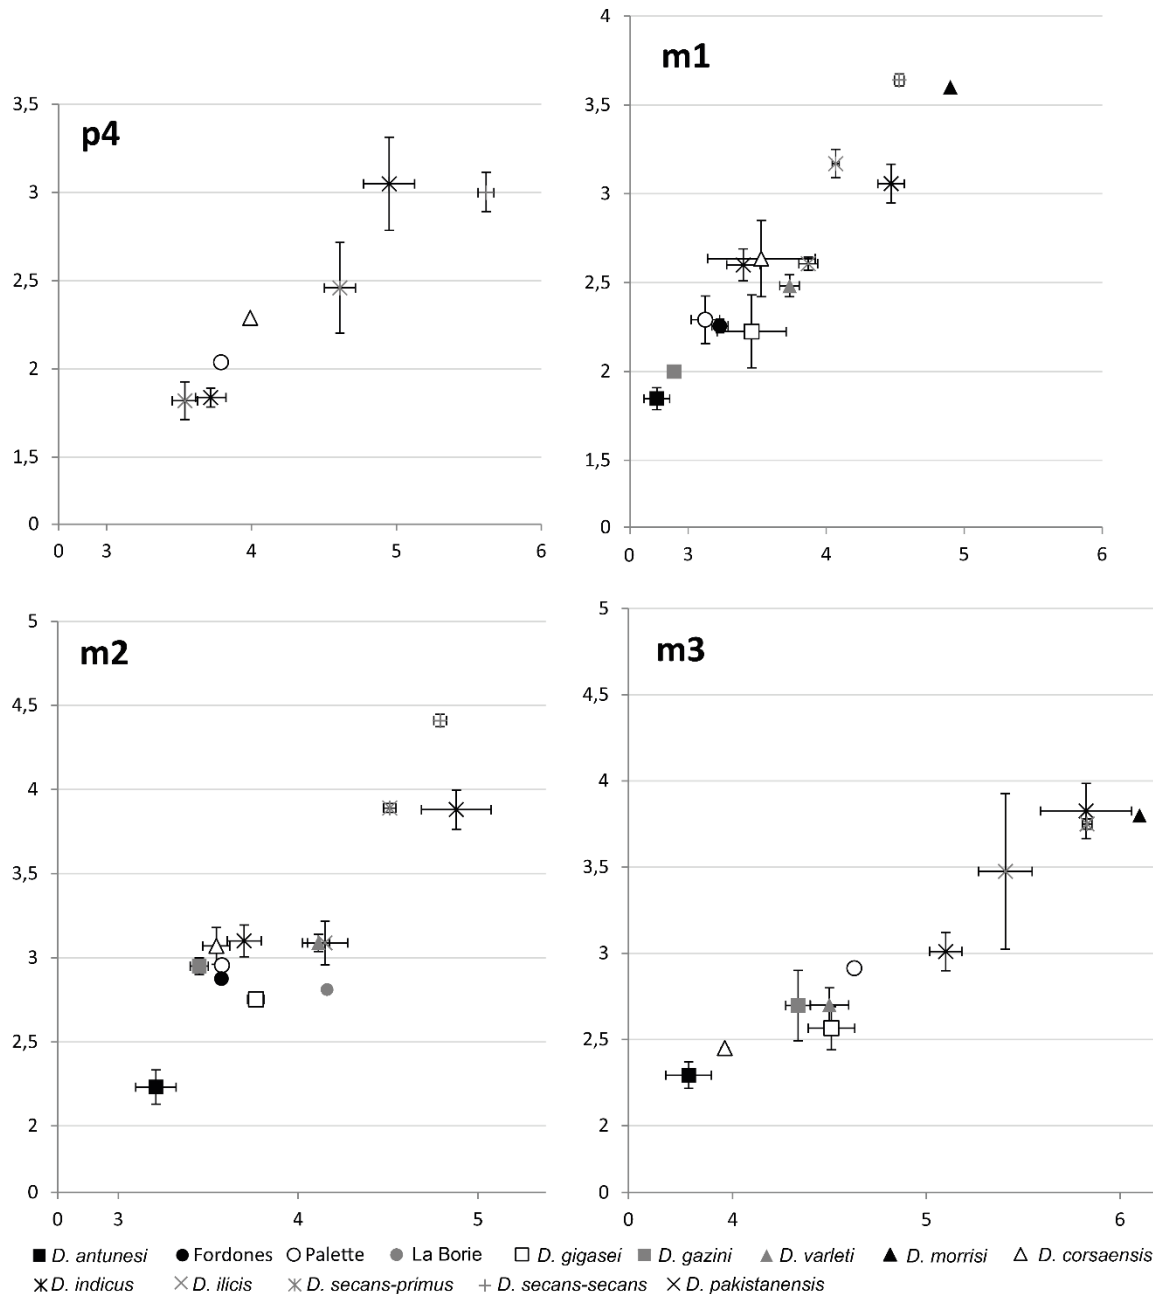 p4
3,5
3
2,5
2
1,5
0
0 3 4 5 6
m1
4
3,5
3
2,5
2
1,5
0
0 3 4 5 6
m2
5
4,5
4
3,5
3
2,5
2
0
0 3 4 5
m3
5
4,5
4
3,5
3
2,5
2
0
0 4 5 6
D. antunesi Fordones Palette La Borie D. gigasei D. gazini D. varleti D. morrisi D. corsaensis
D. indicus D. ilicis D. secans-primus D. secans-secans D. pakistanensis